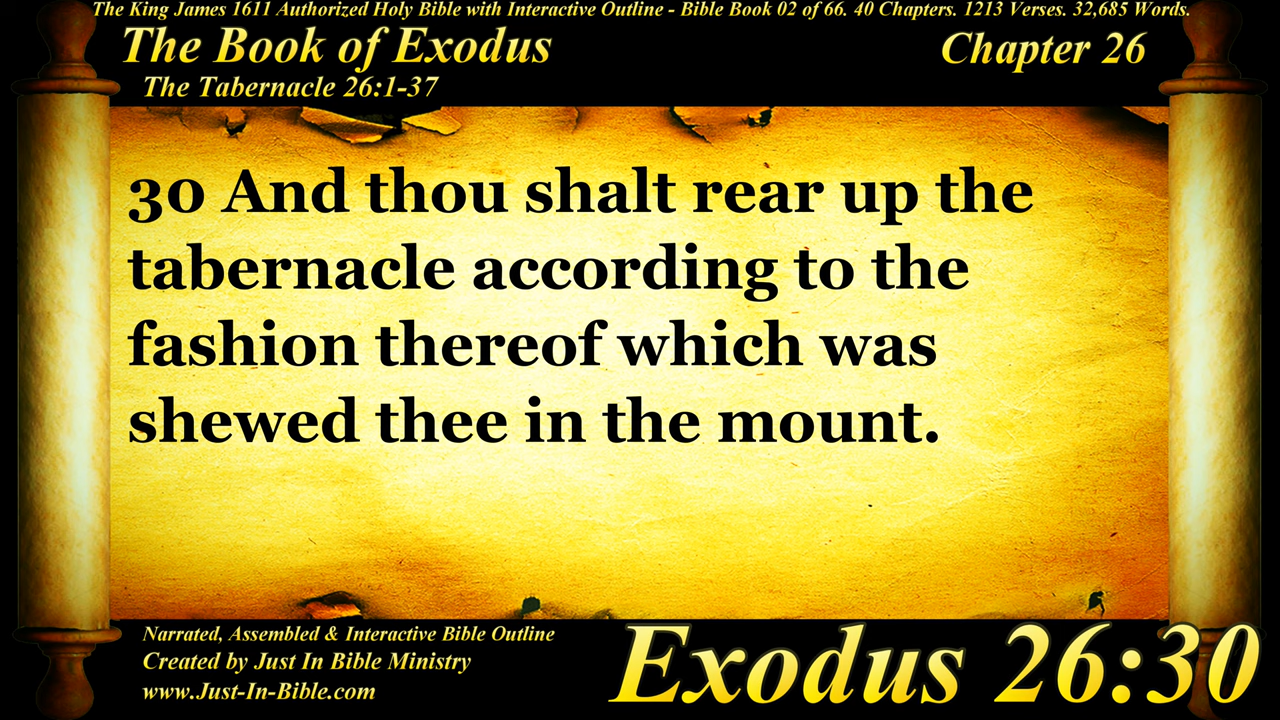 The King James 1611 Authorized Holy Bible with Interactive Outline - Bible Book 02 of 66. 40 Chapters. 1213 Verses. 32,685 Words.
The Book of Exodus
Chapter 26
The Tabernacle 26:1-37
30 And thou shalt rear up the
tabernacle according to the
fashion thereof which was
shewed thee in the mount.
Narrated, Assembled & Interactive Bible Outline
Created by Just In Bible Ministry
www.Just-In-Bible.com
Exodus 26:30